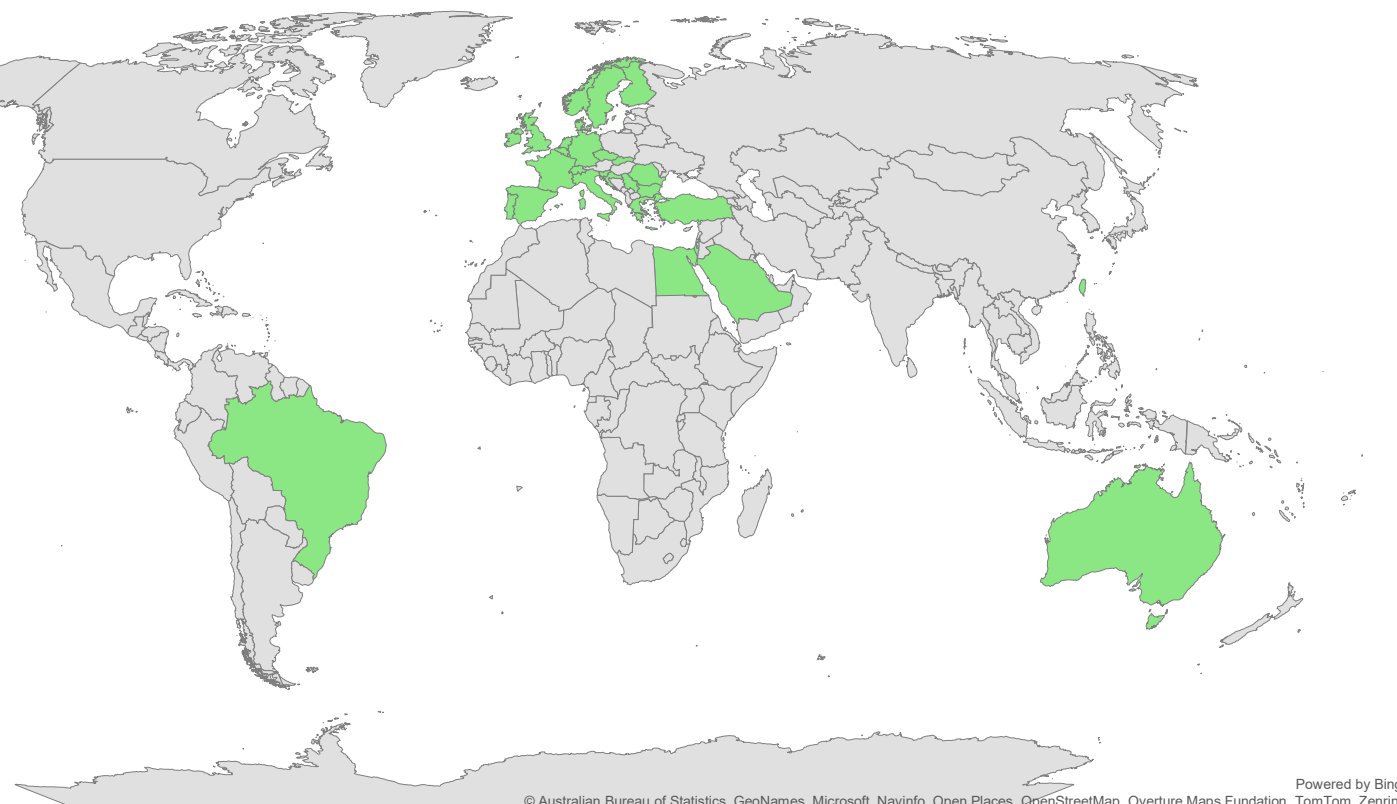 Powered by Bing
© Australian Bureau of Statistics, GeoNames, Microsoft, Navinfo, Open Places, OpenStreetMap, Overture Maps Fundation, TomTom,